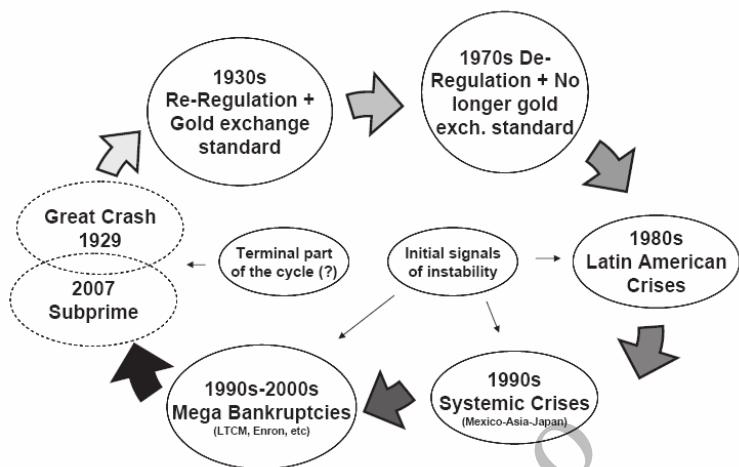 1930s
Re-Regulation +
Gold exchange
standard
1970s De-
Regulation + No
longer gold
exch. standard
Great Crash
1929
2007
Subprime
Terminal part
of the cycle (?)
Initial signals
of instability
1980s
Latin American
Crises
1990s-2000s
Mega Bankruptcies
(LTCM, Enron, etc)
1990s
Systemic Crises
(Mexico-Asia-Japan)